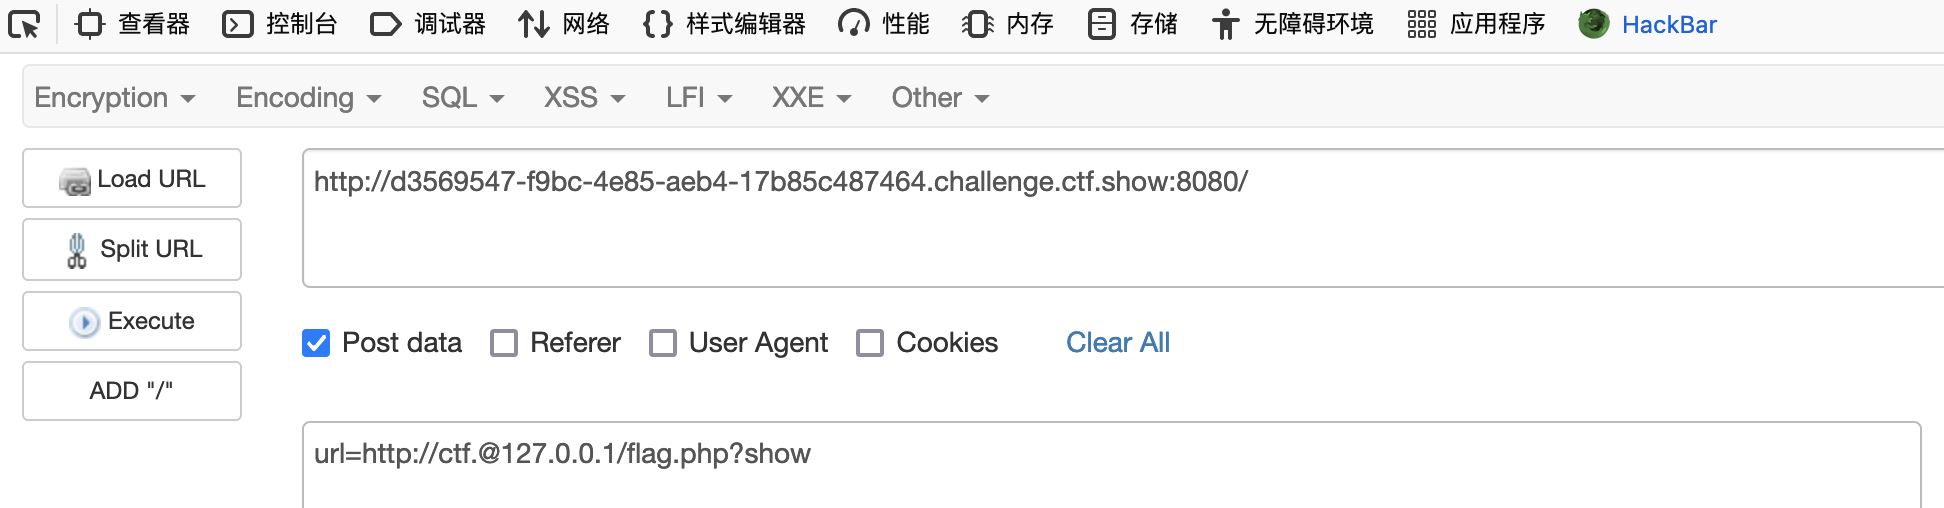 查看器 控制台 调试器 网络 样式编辑器 性能 内存 存储 无障碍环境 应用程序 HackBar
Encryption Encoding SQL XSS LFI XXE Other
Load URL
http://d3569547-f9bc-4e85-aeb4-17b85c487464.challenge.ctf.show:8080/
Split URL
Execute
Post data Referer User Agent Cookies Clear All
ADD "/"
url=http://ctf.@127.0.0.1/flag.php?show